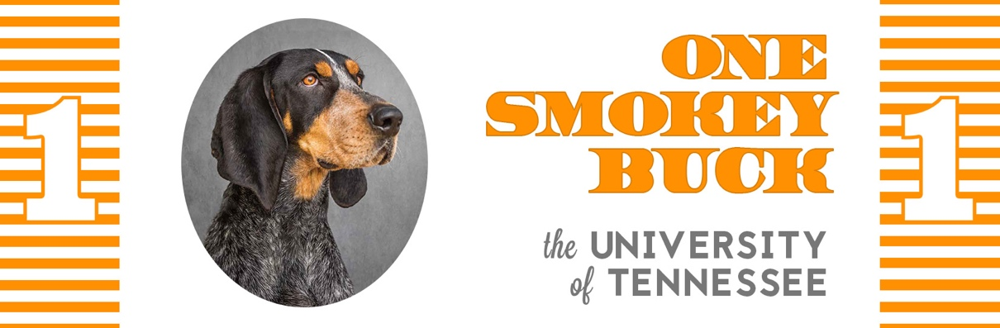 1
ONE
SMOKEY
BUCK
the UNIVERSITY
of TENNESSEE
1